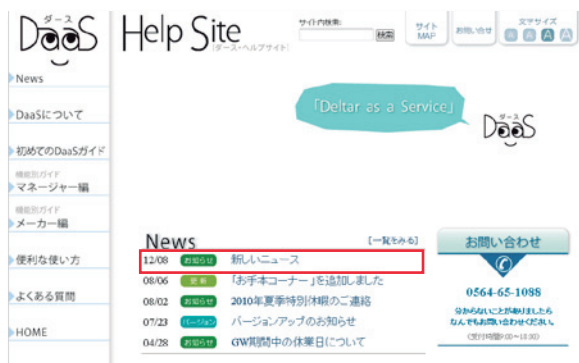 ダース
DaaS
Help Site
[ダース・ヘルプサイト]
サイト内検索:
検索
サイト
MAP
お問い合せ
文字サイズ
A
A
A
A
News
DaaSについて
初めてのDaaSガイド
機能別ガイド
マネージャー編
機能別ガイド
メーカー編
便利な使い方
よくある質問
HOME
「Deltar as a Service」
ダース
DaaS
News
[一覧をみる]
12/08 お知らせ 新しいニュース
08/06 更新 「お手本コーナー」を追加しました
08/02 お知らせ 2010年夏季特別休暇のご連絡
07/23 バージョン バージョンアップのお知らせ
04/28 お知らせ GW期間中の休業日について
お問い合わせ
0564-65-1088
分からないことがありましたら
なんでもお問い合わせください。
(受付時間9:00~18:00)